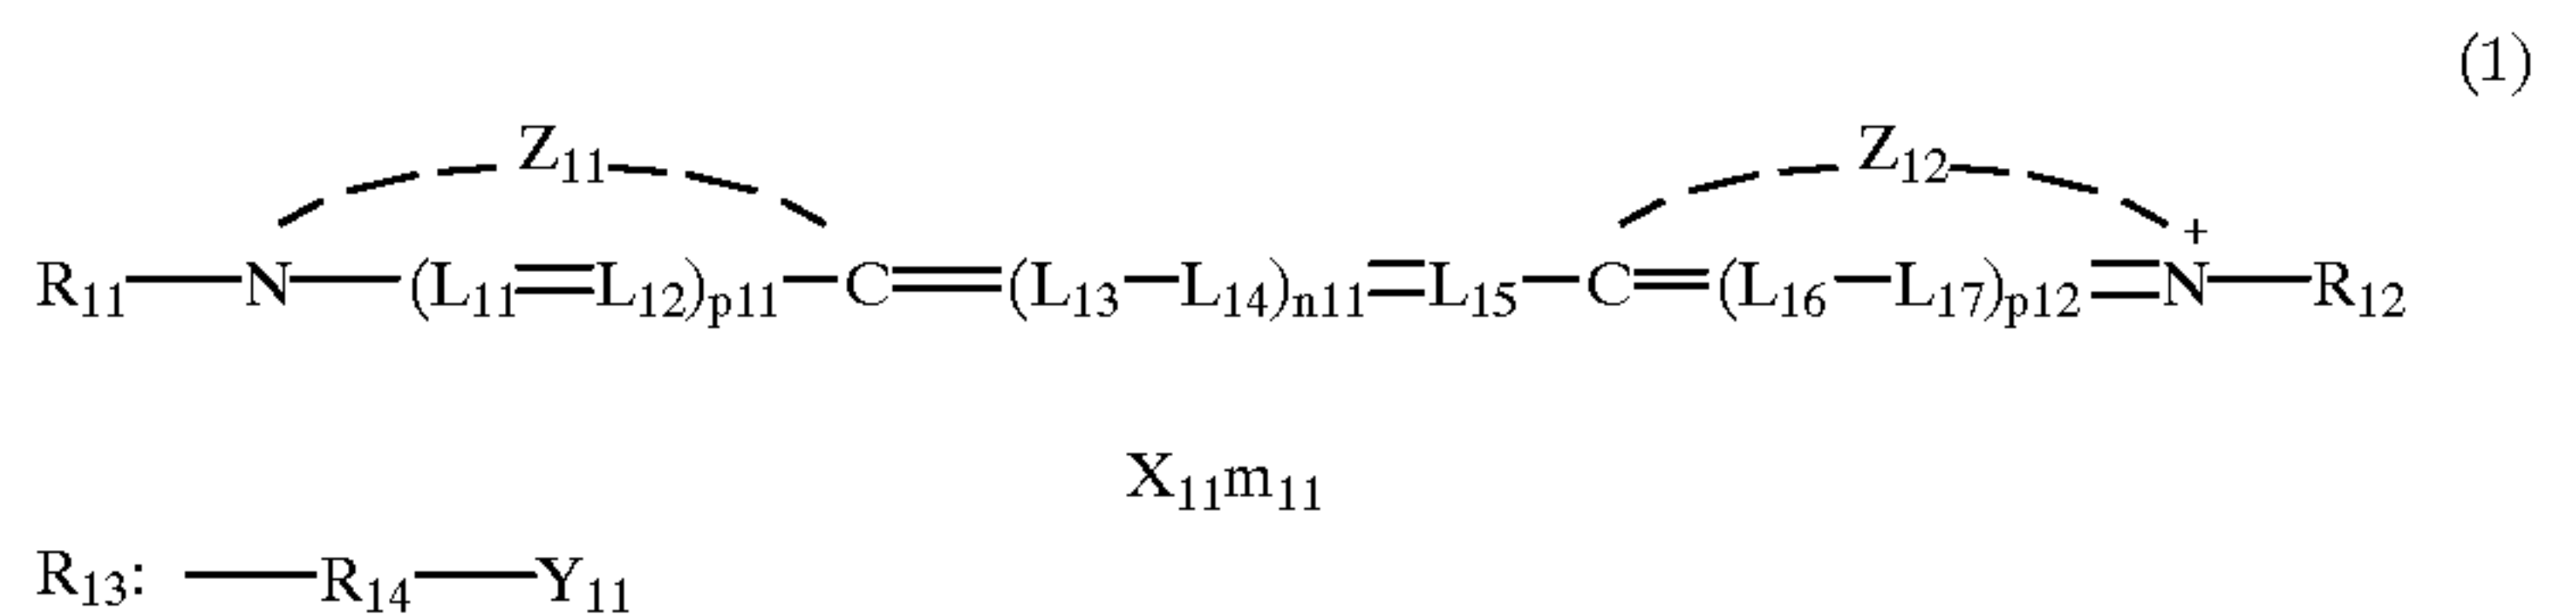 (1)
Z₁₁ Z₁₂
R₁₁—N—(L₁₁=L₁₂)ₚ₁₁—C=(L₁₃—L₁₄)ₙ₁₁=L₁₅—C=(L₁₆—L₁₇)ₚ₁₂=N⁺—R₁₂
X₁₁m₁₁
R₁₃: —R₁₄—Y₁₁